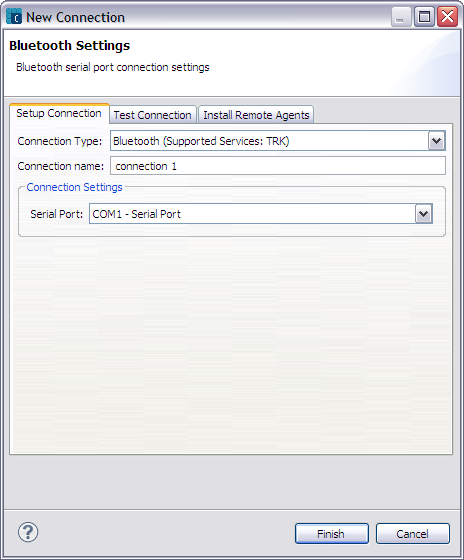 New Connection
Bluetooth Settings
Bluetooth serial port connection settings
Setup Connection Test Connection Install Remote Agents
Connection Type: Bluetooth (Supported Services: TRK)
Connection name: connection 1
Connection Settings
Serial Port: COM1 - Serial Port
? Finish Cancel